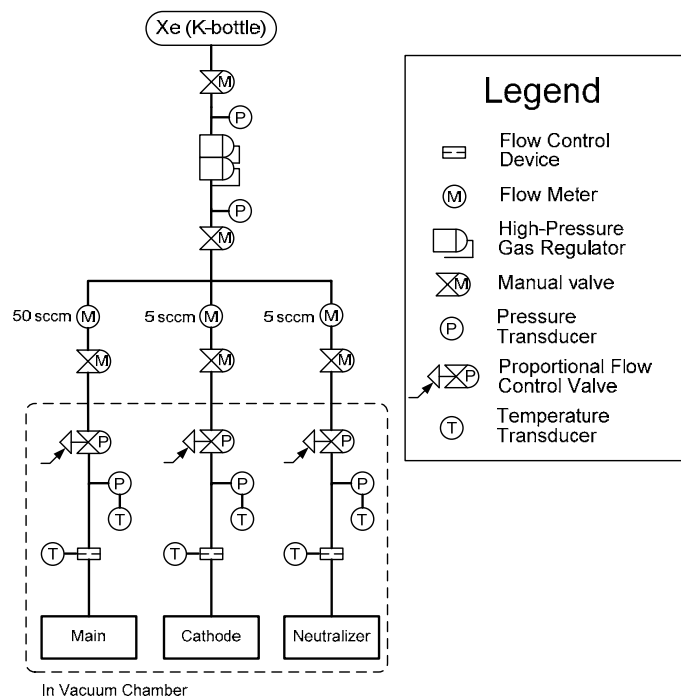 Xe (K-bottle)
M
P
P
M
50 sccm M
5 sccm M
5 sccm M
M
M
M
P
P
P
P
P
P
T
T
T
T
T
T
Main
Cathode
Neutralizer
In Vacuum Chamber
Legend
Flow Control
Device
M
Flow Meter
High-Pressure
Gas Regulator
M
Manual valve
P
Pressure
Transducer
P
Proportional Flow
Control Valve
T
Temperature
Transducer